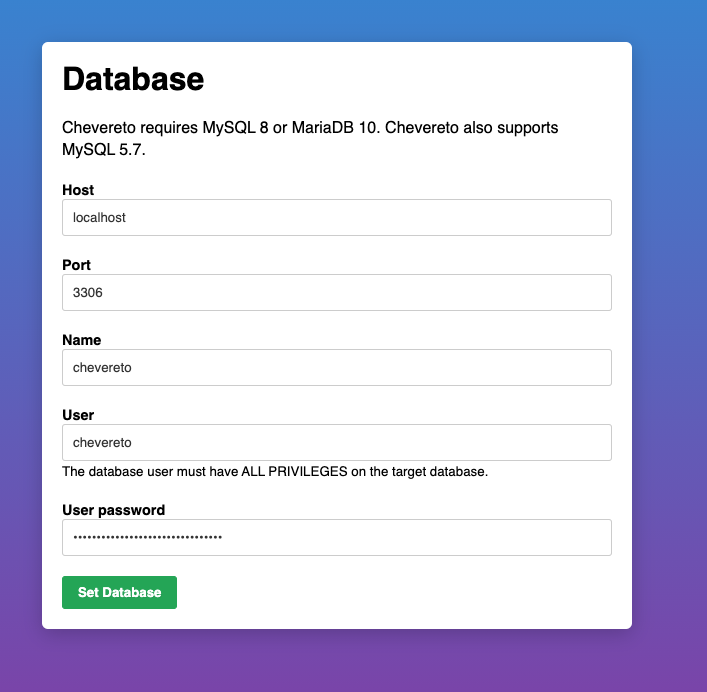 Database
Chevereto requires MySQL 8 or MariaDB 10. Chevereto also supports
MySQL 5.7.
Host
localhost
Port
3306
Name
chevereto
User
chevereto
The database user must have ALL PRIVILEGES on the target database.
User password
••••••••••••••••••••••••••••••••
Set Database